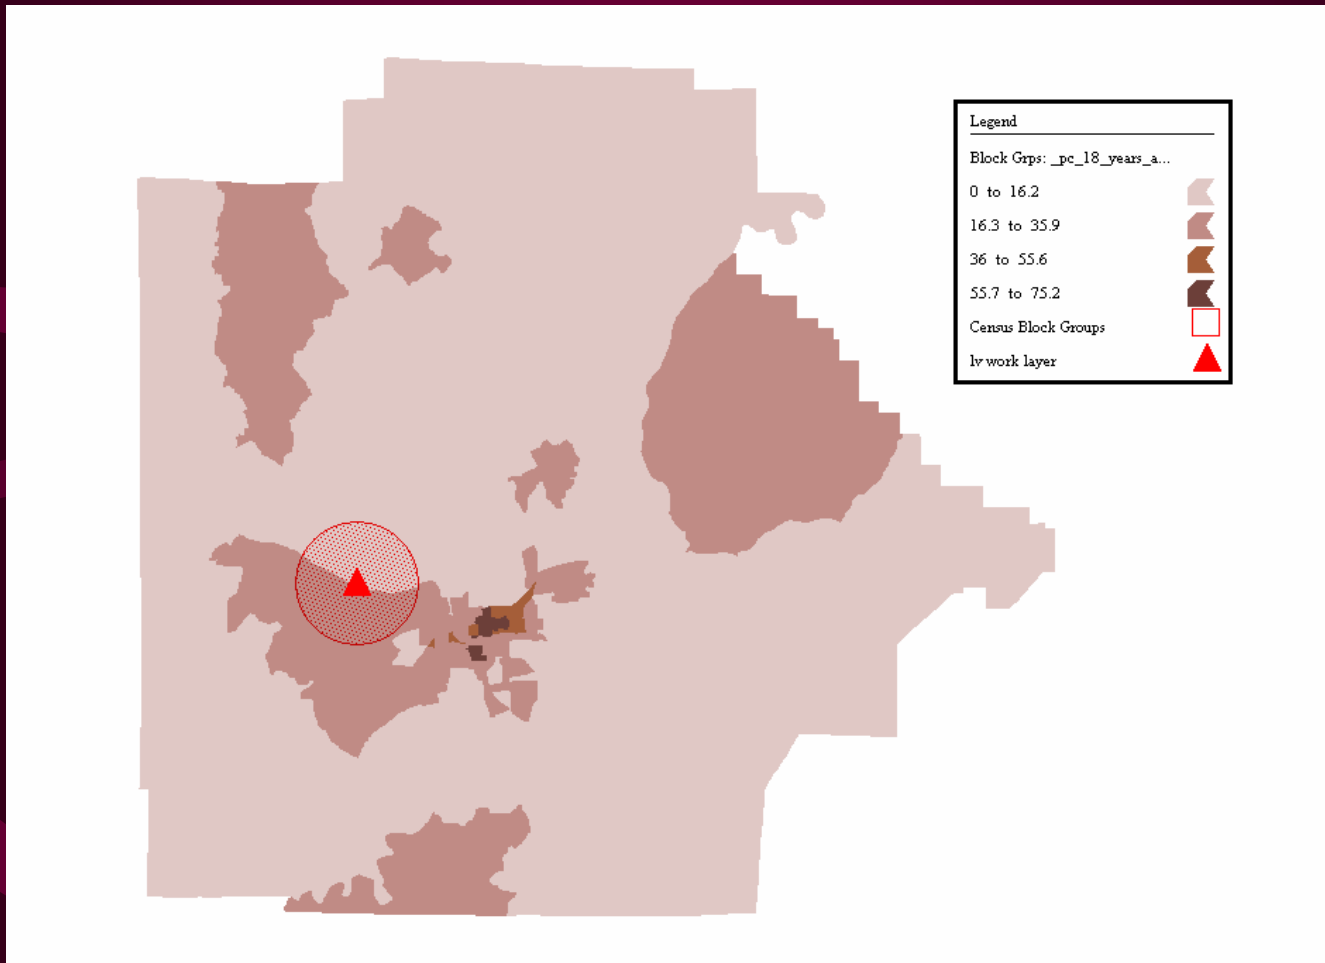 Legend
Block Grps: _pc_18_years_a...
0 to 16.2
16.3 to 35.9
36 to 55.6
55.7 to 75.2
Census Block Groups
lv work layer